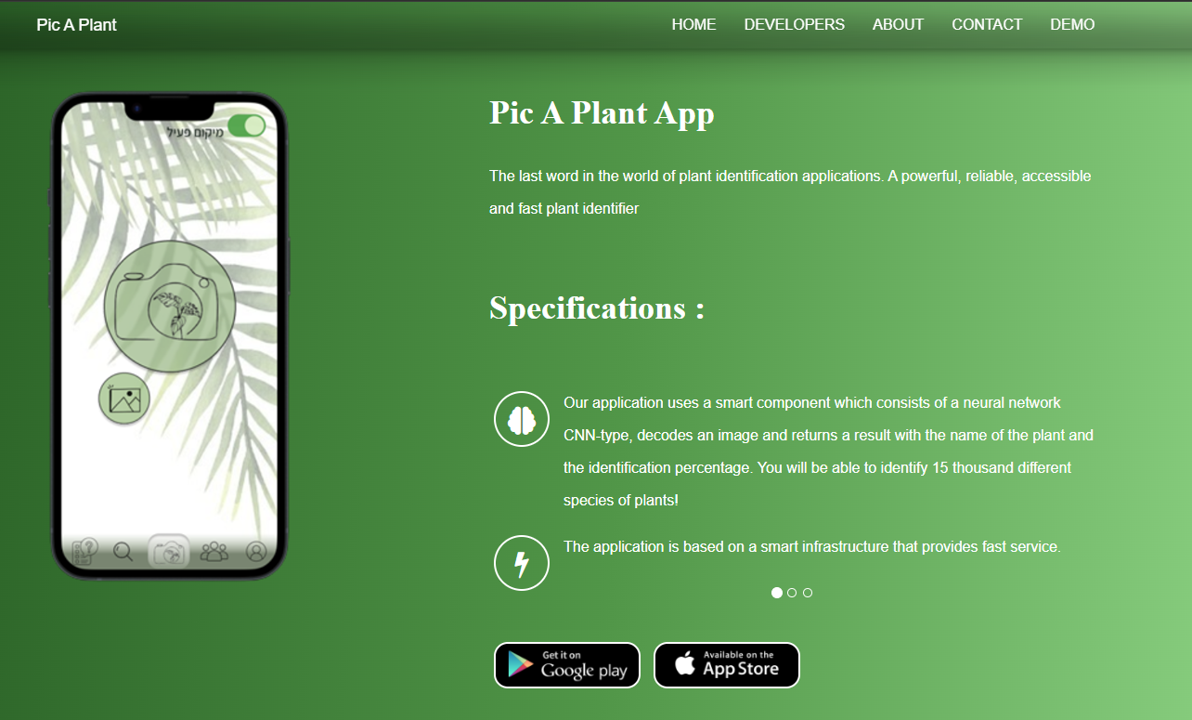 Pic A Plant
HOME DEVELOPERS ABOUT CONTACT DEMO
מיקום פעיל
Pic A Plant App
The last word in the world of plant identification applications. A powerful, reliable, accessible
and fast plant identifier
Specifications :
Our application uses a smart component which consists of a neural network
CNN-type, decodes an image and returns a result with the name of the plant and
the identification percentage. You will be able to identify 15 thousand different
species of plants!
The application is based on a smart infrastructure that provides fast service.
Get it on
Google play
Available on the
App Store